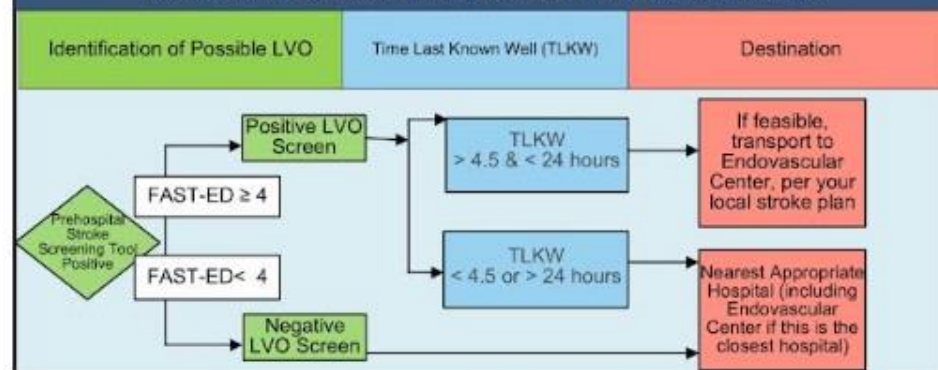 Identification of Possible LVO
Time Last Known Well (TLKW)
Destination
Prehospital
Stroke
Screening Tool
Positive
FAST-ED ≥ 4
FAST-ED< 4
Positive LVO
Screen
Negative
LVO Screen
TLKW
> 4.5 & < 24 hours
TLKW
< 4.5 or > 24 hours
If feasible,
transport to
Endovascular
Center, per your
local stroke plan
Nearest Appropriate
Hospital (including
Endovascular
Center if this is the
closest hospital)